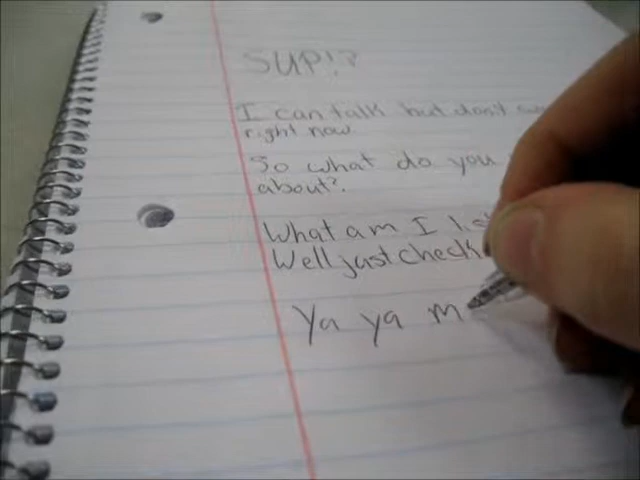 SUP!?
I can talk but don't
right now.
So what do you
about?.
What am I
Well just check
Ya ya m